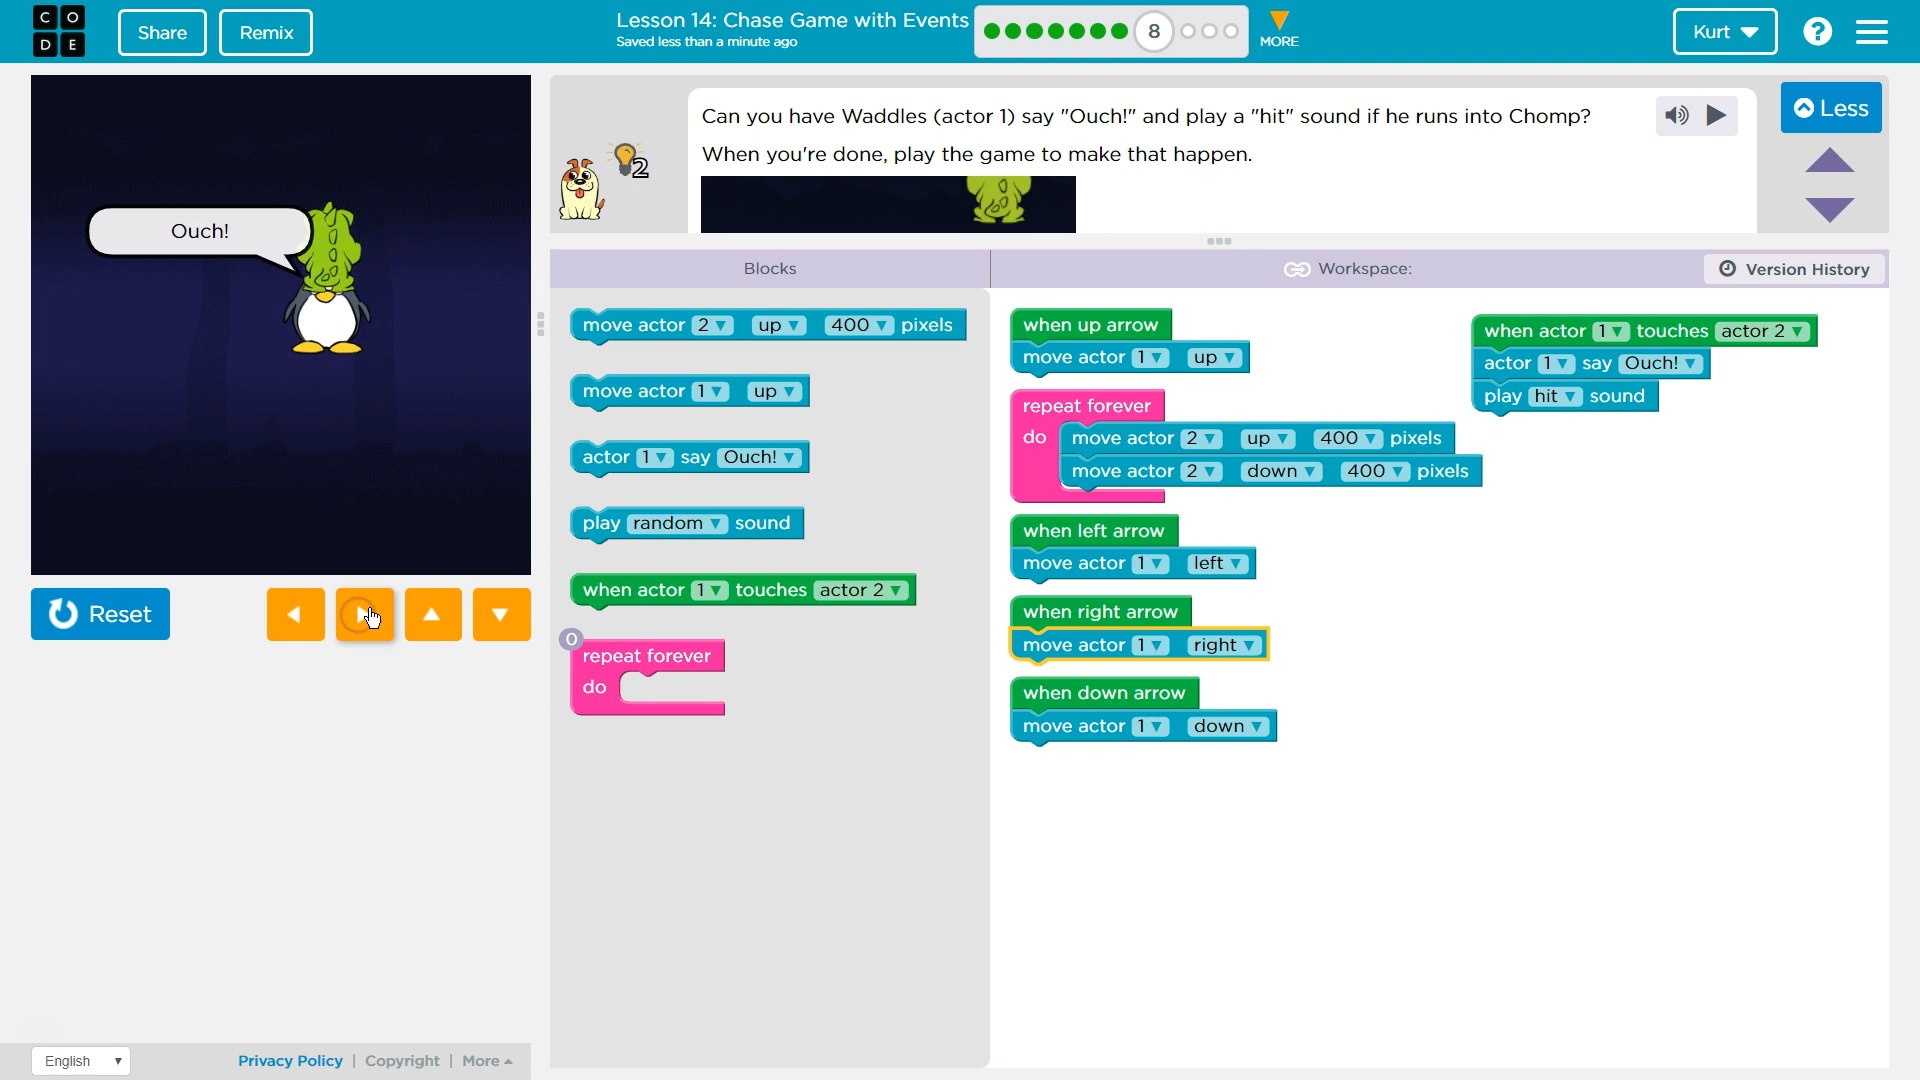 C O
D E
Share
Remix
Lesson 14: Chase Game with Events
Saved less than a minute ago
8
MORE
Kurt
?
Can you have Waddles (actor 1) say "Ouch!" and play a "hit" sound if he runs into Chomp?
When you're done, play the game to make that happen.
2
Less
Ouch!
Reset
Blocks
Workspace:
Version History
move actor 2 up 400 pixels
move actor 1 up
actor 1 say Ouch!
play random sound
when actor 1 touches actor 2
0
repeat forever
do
when up arrow
move actor 1 up
repeat forever
do
move actor 2 up 400 pixels
move actor 2 down 400 pixels
when left arrow
move actor 1 left
when right arrow
move actor 1 right
when down arrow
move actor 1 down
when actor 1 touches actor 2
actor 1 say Ouch!
play hit sound
English
Privacy Policy | Copyright | More